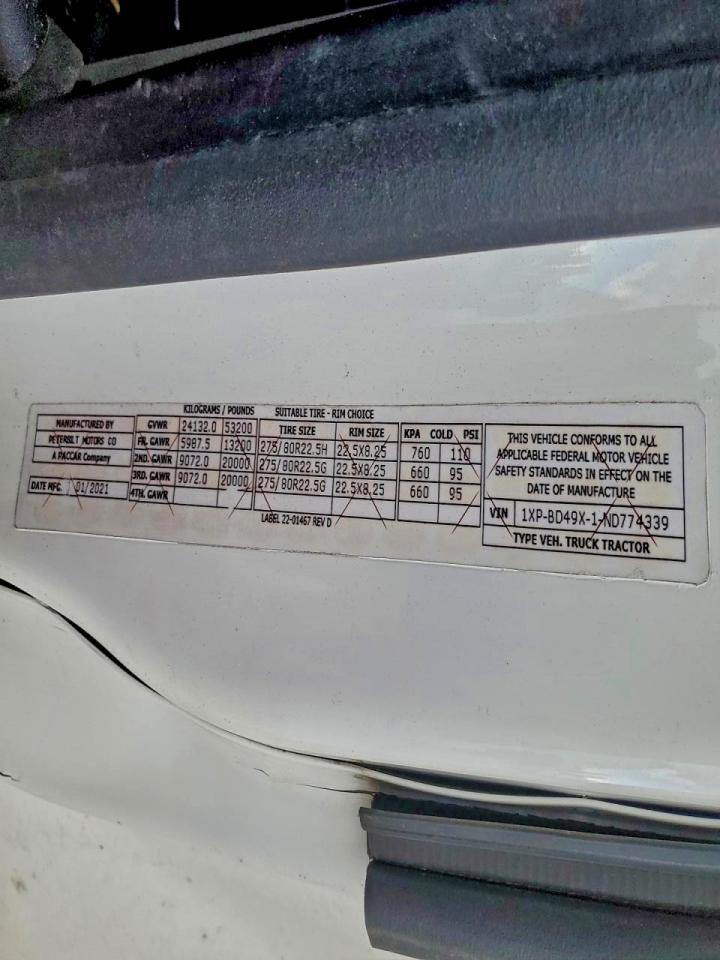 KILOGRAMS / POUNDS SUITABLE TIRE - RIM CHOICE
MANUFACTURED BY
PETERBILT MOTORS CO
A PACCAR Company
DATE MFG. 01/2021
GVWR 24132.0 53200 TIRE SIZE RIM SIZE KPA COLD PSI
FR. GAWR 5987.5 13200 275/80R22.5H 22.5X8.25 760 110
2ND. GAWR 9072.0 20000 275/80R22.5G 22.5X8.25 660 95
3RD. GAWR 9072.0 20000 275/80R22.5G 22.5X8.25 660 95
4TH. GAWR
LABEL 22-01467 REV D
THIS VEHICLE CONFORMS TO ALL
APPLICABLE FEDERAL MOTOR VEHICLE
SAFETY STANDARDS IN EFFECT ON THE
DATE OF MANUFACTURE
VIN 1XP-BD49X-1-ND774339
TYPE VEH. TRUCK TRACTOR